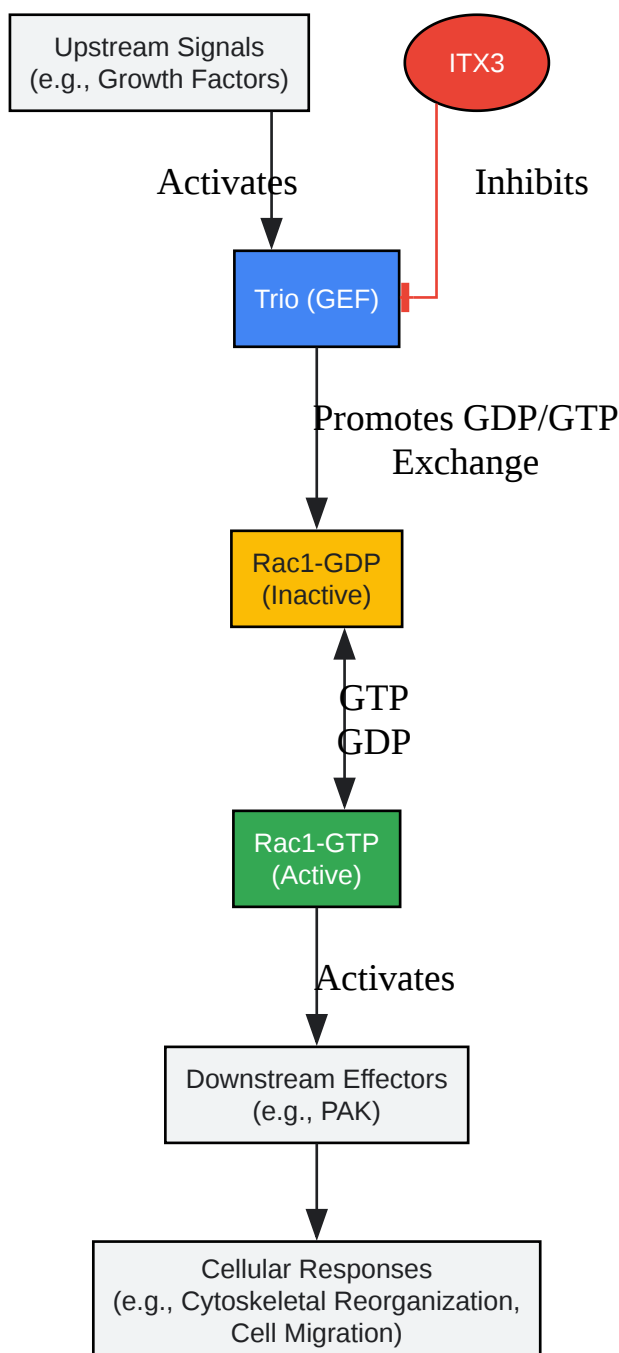 Upstream Signals
(e.g., Growth Factors)
ITX3
Activates
Inhibits
Trio (GEF)
Promotes GDP/GTP
Exchange
Rac1-GDP
(Inactive)
GTP
GDP
Rac1-GTP
(Active)
Activates
Downstream Effectors
(e.g., PAK)
Cellular Responses
(e.g., Cytoskeletal Reorganization,
Cell Migration)